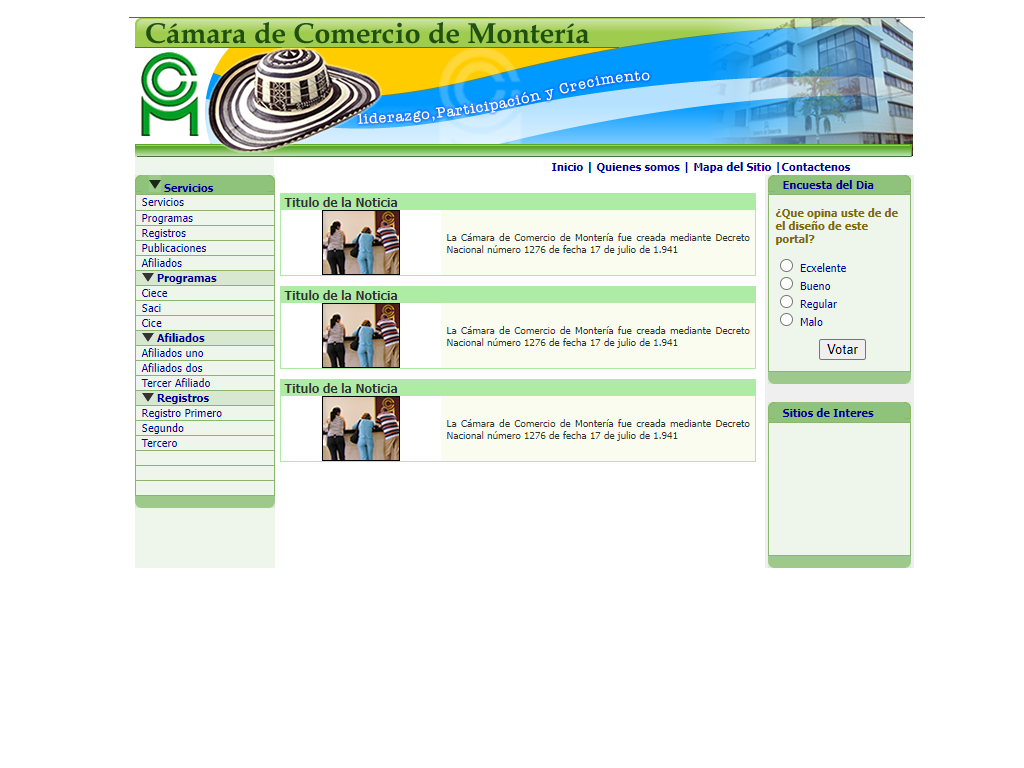 Cámara de Comercio de Montería
liderazgo,Participación y Crecimento
Inicio | Quienes somos | Mapa del Sitio |Contactenos
Servicios
Servicios
Programas
Registros
Publicaciones
Afiliados
Programas
Ciece
Saci
Cice
Afiliados
Afiliados uno
Afiliados dos
Tercer Afiliado
Registros
Registro Primero
Segundo
Tercero
Titulo de la Noticia
La Cámara de Comercio de Montería fue creada mediante Decreto
Nacional número 1276 de fecha 17 de julio de 1.941
Titulo de la Noticia
La Cámara de Comercio de Montería fue creada mediante Decreto
Nacional número 1276 de fecha 17 de julio de 1.941
Titulo de la Noticia
La Cámara de Comercio de Montería fue creada mediante Decreto
Nacional número 1276 de fecha 17 de julio de 1.941
Encuesta del Dia
¿Que opina uste de de
el diseño de este
portal?
Ecxelente
Bueno
Regular
Malo
Votar
Sitios de Interes